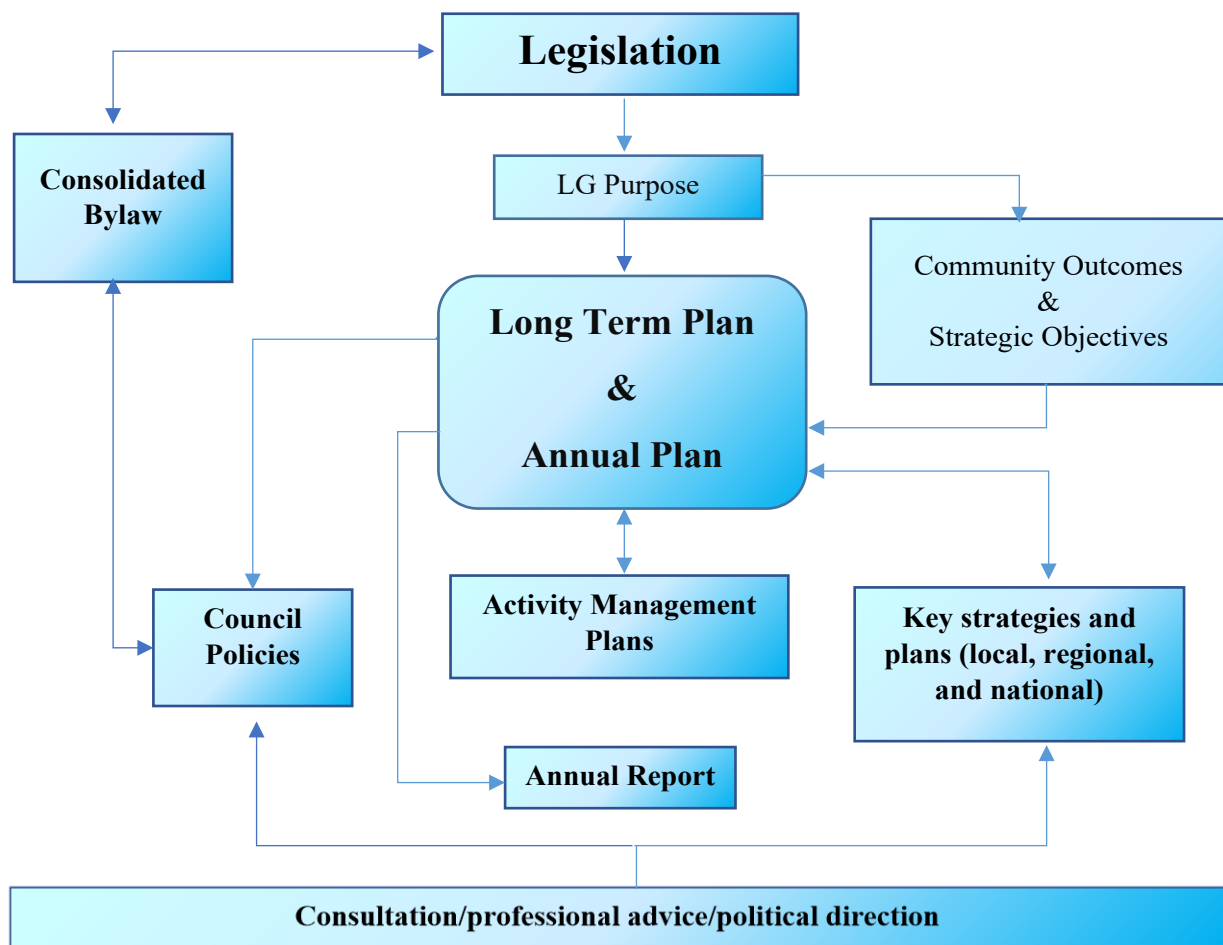 Legislation
Consolidated
Bylaw
LG Purpose
Community Outcomes
&
Strategic Objectives
Long Term Plan
&
Annual Plan
Council
Policies
Activity Management
Plans
Key strategies and
plans (local, regional,
and national)
Annual Report
Consultation/professional advice/political direction